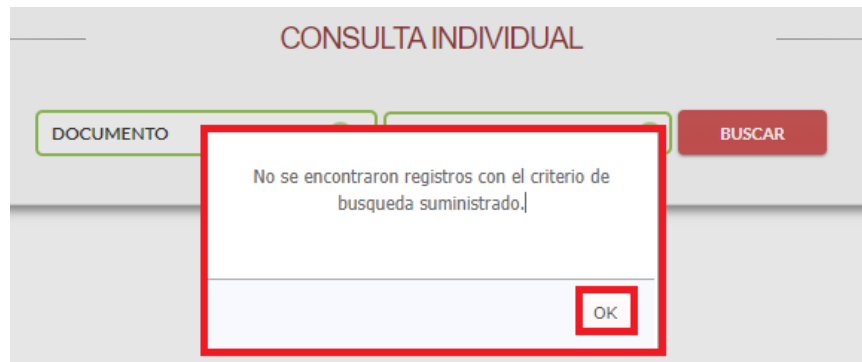 CONSULTA INDIVIDUAL
DOCUMENTO
BUSCAR
No se encontraron registros con el criterio de
busqueda suministrado.
OK